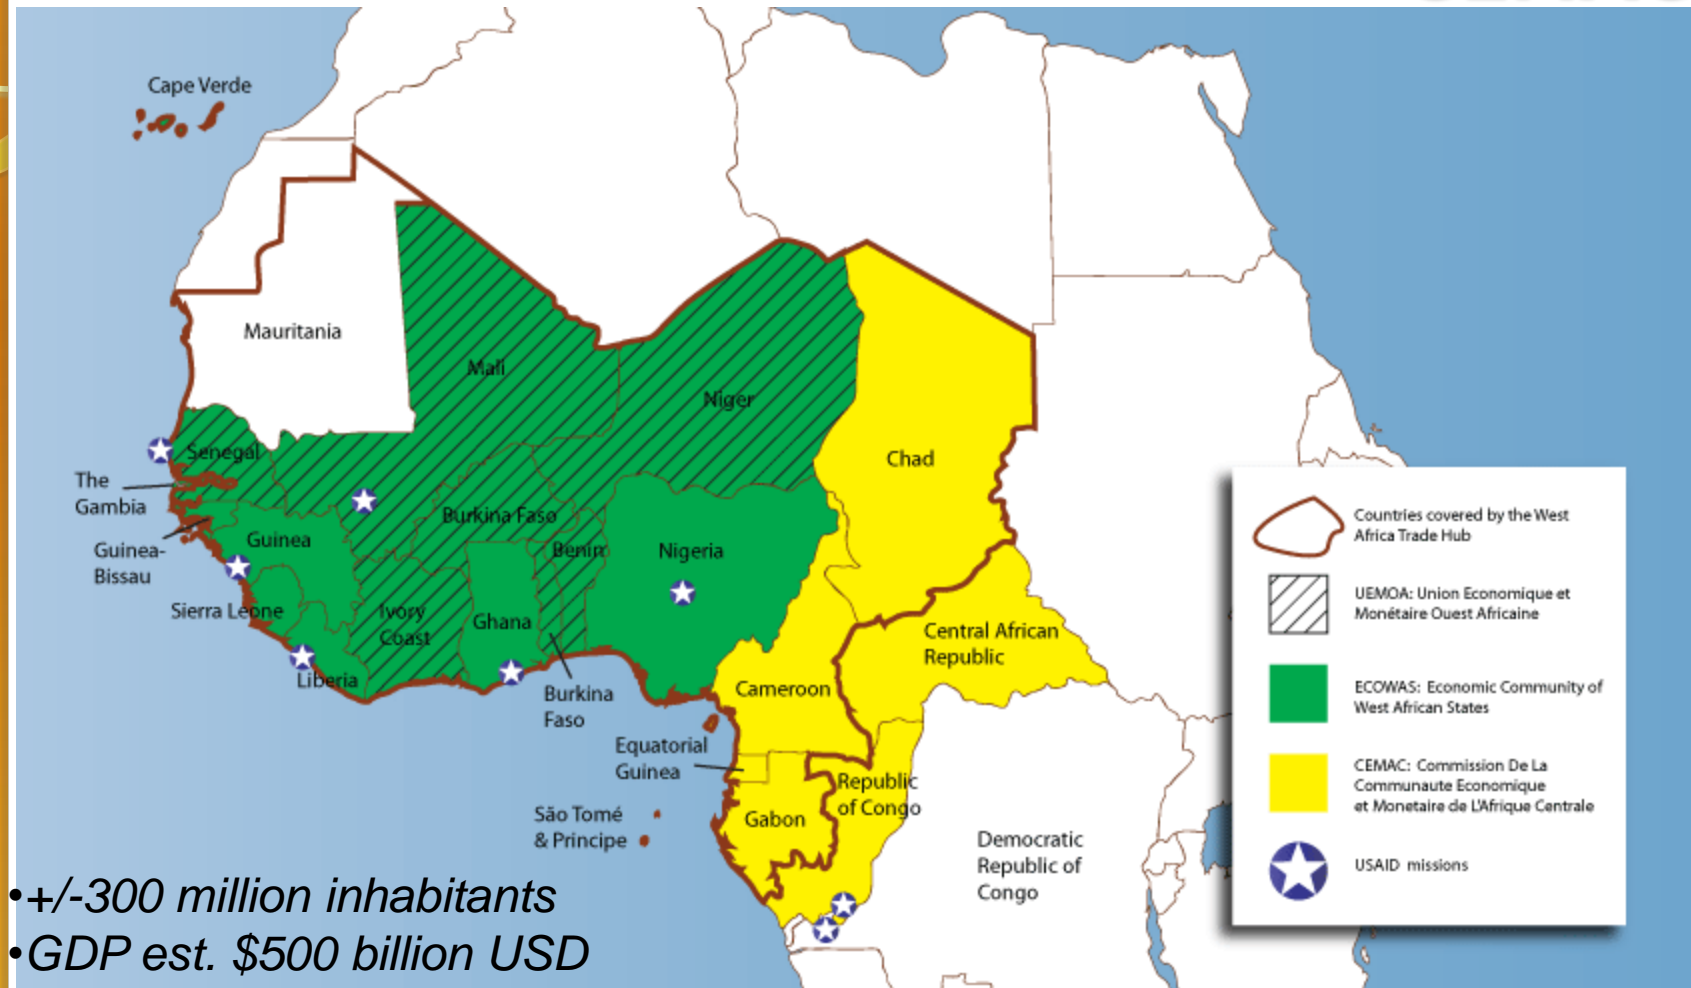 Cape Verde
Mauritania
Mali
Niger
Chad
Senegal
The
Gambia
Guinea-
Bissau
Guinea
Burkina Faso
Benin
Nigeria
Sierra Leone
Ivory
Coast
Ghana
Liberia
Burkina
Faso
Central African
Republic
Cameroon
Equatorial
Guinea
Republic
of Congo
Gabon
São Tomé
& Principe
Democratic
Republic of
Congo
Countries covered by the West
Africa Trade Hub
UEMOA: Union Economique et
Monétaire Ouest Africaine
ECOWAS: Economic Community of
West African States
CEMAC: Commission De La
Communaute Economique
et Monetaire de L'Afrique Centrale
USAID missions
•+/-300 million inhabitants
•GDP est. $500 billion USD